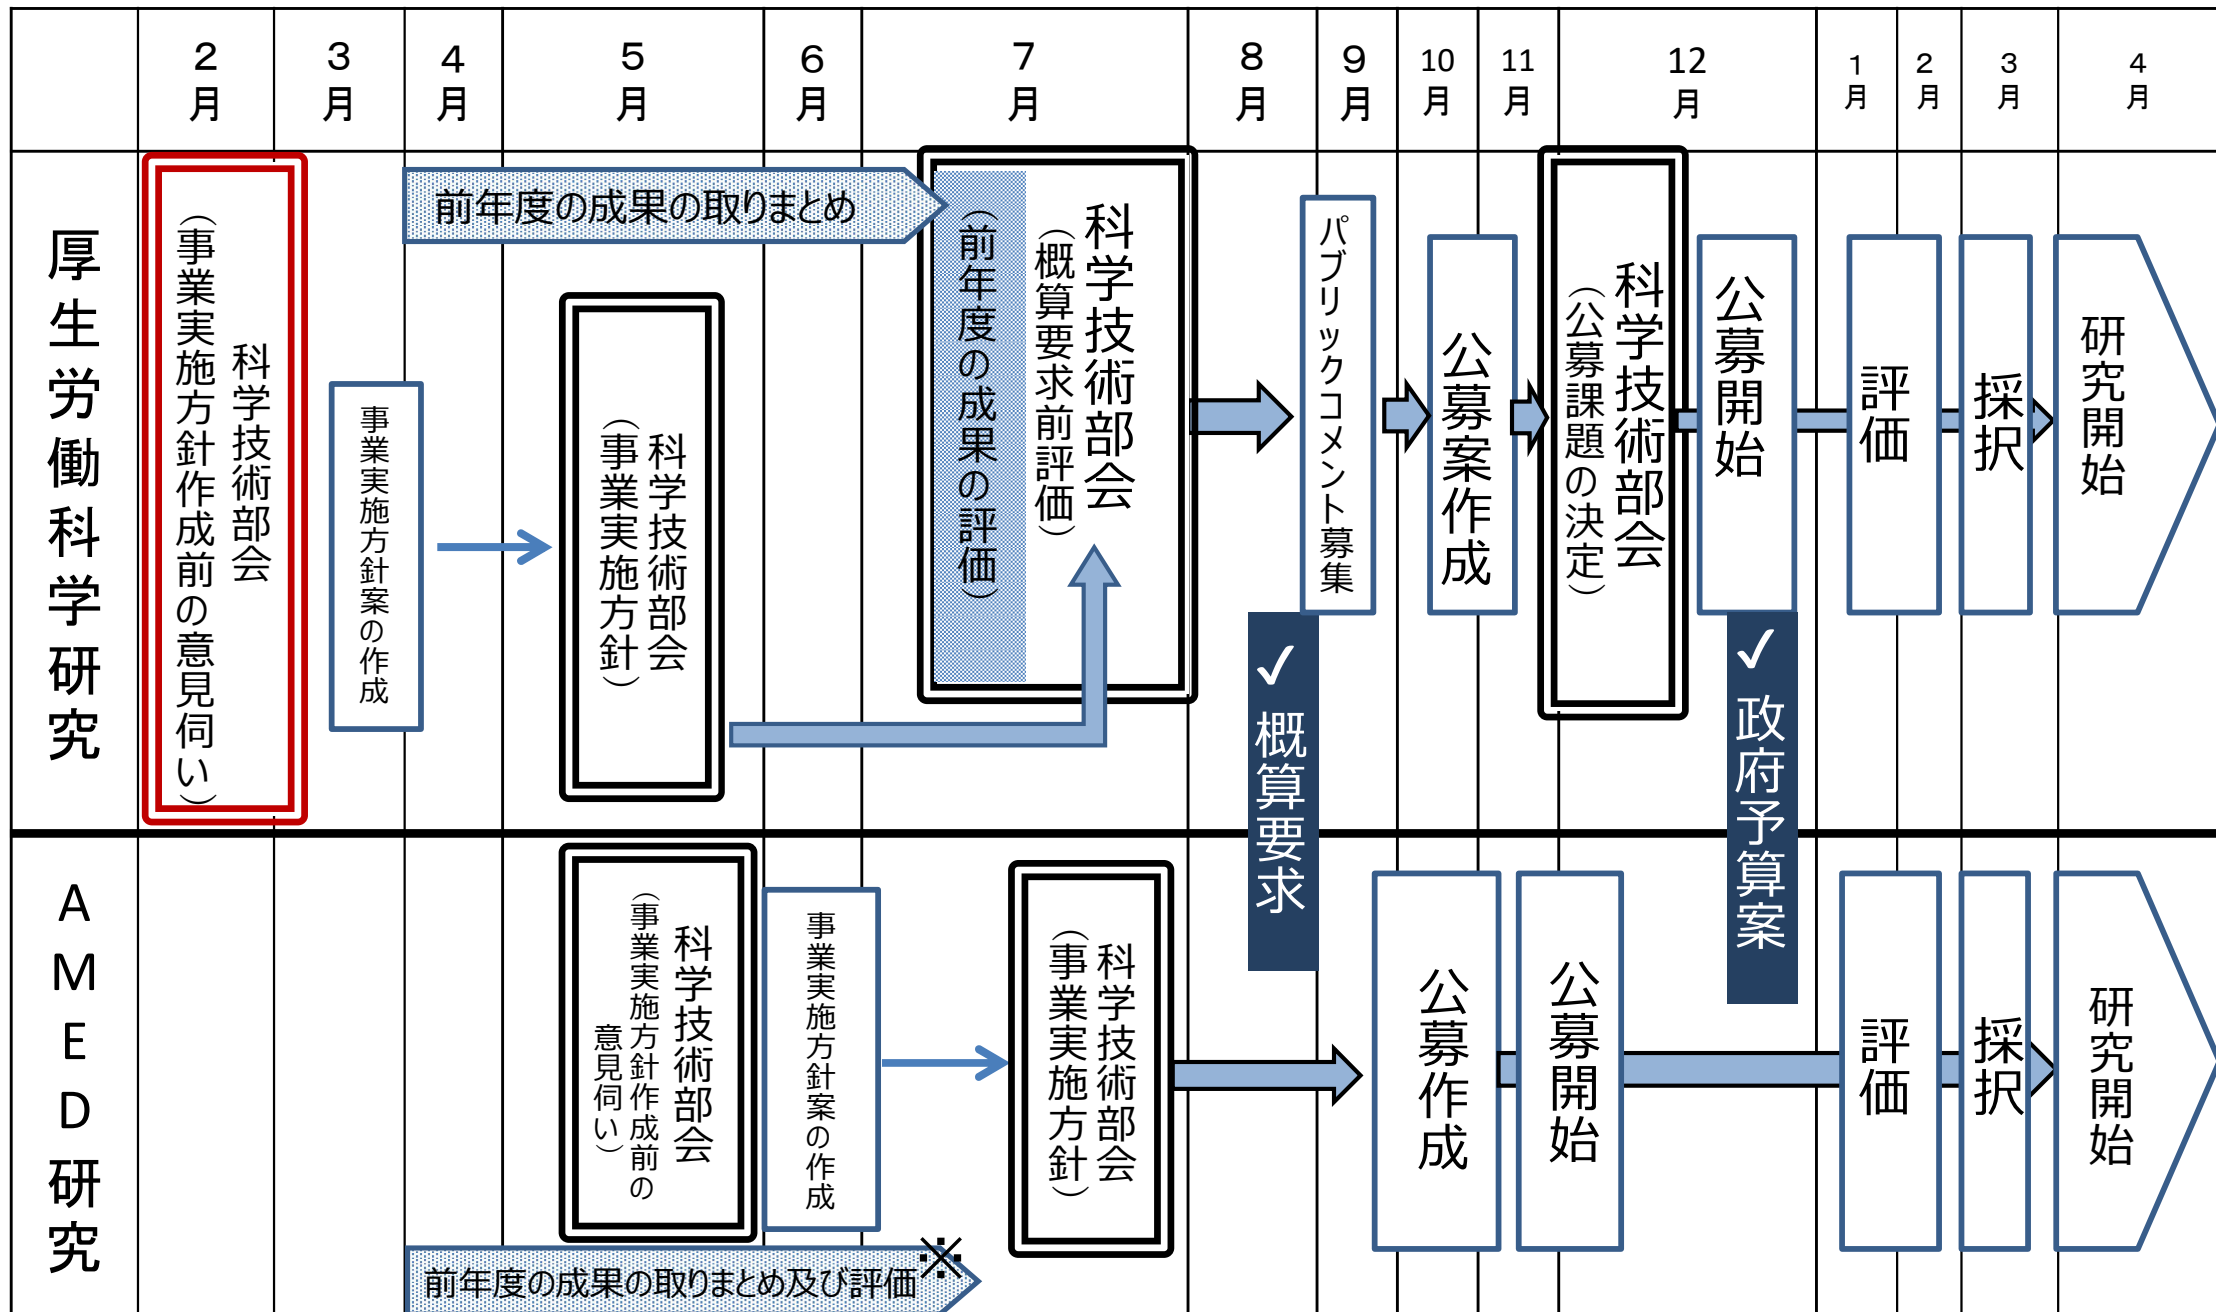 2月
3月
4月
5月
6月
7月
8月
9月
10月
11月
12月
1月
2月
3月
4月
厚生労働科学研究
科学技術部会
（事業実施方針作成前の意見伺い）
事業実施方針案の作成
前年度の成果の取りまとめ
科学技術部会
（事業実施方針）
科学技術部会
（概算要求前評価）
（前年度の成果の評価）
パブリックコメント募集
公募案作成
科学技術部会
（公募課題の決定）
公募開始
評価
採択
研究開始
✓概算要求
✓政府予算案
AMED研究
科学技術部会
（事業実施方針作成前の
意見伺い）
事業実施方針案の作成
前年度の成果の取りまとめ及び評価※
科学技術部会
（事業実施方針）
公募作成
公募開始
評価
採択
研究開始